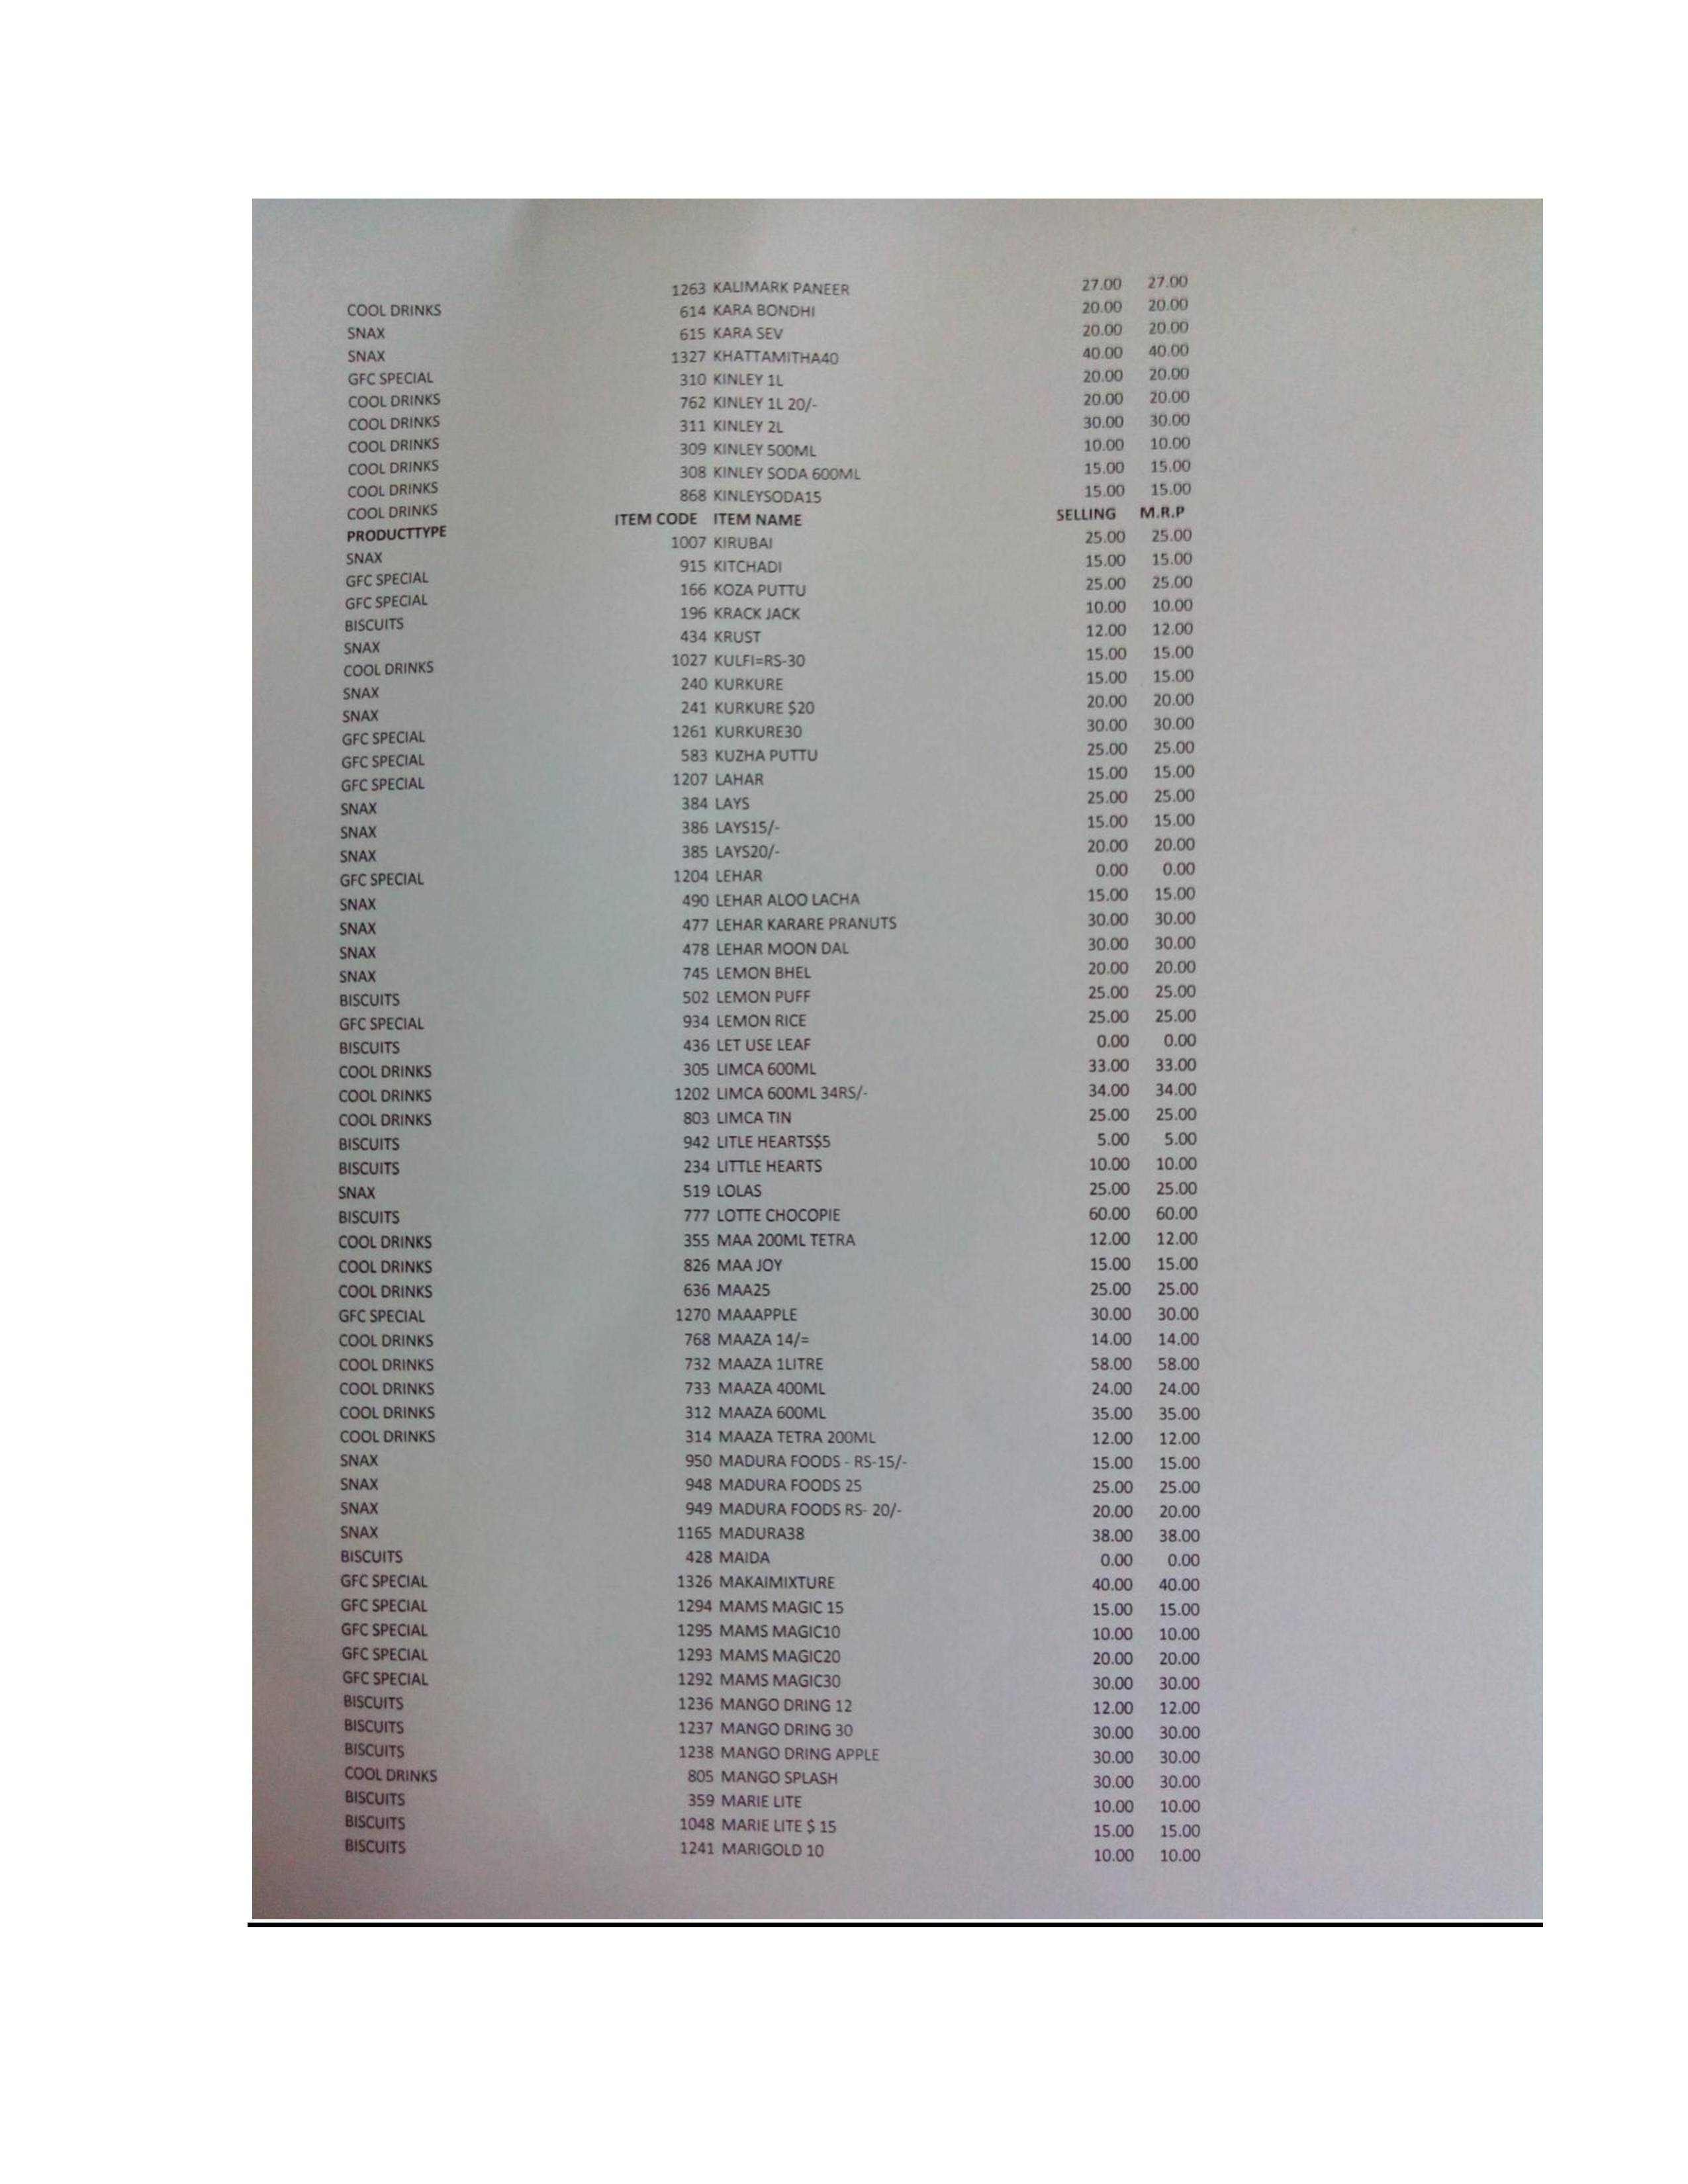 COOL DRINKS 1263 KALIMARK PANEER 27.00 27.00
SNAX 614 KARA BONDHI 20.00 20.00
SNAX 615 KARA SEV 20.00 20.00
GFC SPECIAL 1327 KHATTAMITHA40 40.00 40.00
COOL DRINKS 310 KINLEY 1L 20.00 20.00
COOL DRINKS 762 KINLEY 1L 20/- 20.00 20.00
COOL DRINKS 311 KINLEY 2L 30.00 30.00
COOL DRINKS 309 KINLEY 500ML 10.00 10.00
COOL DRINKS 308 KINLEY SODA 600ML 15.00 15.00
COOL DRINKS 868 KINLEYSODA15 15.00 15.00
PRODUCTTYPE ITEM CODE ITEM NAME SELLING M.R.P
SNAX 1007 KIRUBAI 25.00 25.00
GFC SPECIAL 915 KITCHADI 15.00 15.00
GFC SPECIAL 166 KOZA PUTTU 25.00 25.00
BISCUITS 196 KRACK JACK 10.00 10.00
SNAX 434 KRUST 12.00 12.00
COOL DRINKS 1027 KULFI=RS-30 15.00 15.00
SNAX 240 KURKURE 15.00 15.00
SNAX 241 KURKURE $20 20.00 20.00
GFC SPECIAL 1261 KURKURE30 30.00 30.00
GFC SPECIAL 583 KUZHA PUTTU 25.00 25.00
GFC SPECIAL 1207 LAHAR 15.00 15.00
SNAX 384 LAYS 25.00 25.00
SNAX 386 LAYS15/- 15.00 15.00
SNAX 385 LAYS20/- 20.00 20.00
GFC SPECIAL 1204 LEHAR 0.00 0.00
SNAX 490 LEHAR ALOO LACHA 15.00 15.00
SNAX 477 LEHAR KARARE PRANUTS 30.00 30.00
SNAX 478 LEHAR MOON DAL 30.00 30.00
SNAX 745 LEMON BHEL 20.00 20.00
BISCUITS 502 LEMON PUFF 25.00 25.00
GFC SPECIAL 934 LEMON RICE 25.00 25.00
BISCUITS 436 LET USE LEAF 0.00 0.00
COOL DRINKS 305 LIMCA 600ML 33.00 33.00
COOL DRINKS 1202 LIMCA 600ML 34RS/- 34.00 34.00
COOL DRINKS 803 LIMCA TIN 25.00 25.00
BISCUITS 942 LITLE HEARTS$5 5.00 5.00
BISCUITS 234 LITTLE HEARTS 10.00 10.00
SNAX 519 LOLAS 25.00 25.00
BISCUITS 777 LOTTE CHOCOPIE 60.00 60.00
COOL DRINKS 355 MAA 200ML TETRA 12.00 12.00
COOL DRINKS 826 MAA JOY 15.00 15.00
COOL DRINKS 636 MAA25 25.00 25.00
GFC SPECIAL 1270 MAAAPPLE 30.00 30.00
COOL DRINKS 768 MAAZA 14/= 14.00 14.00
COOL DRINKS 732 MAAZA 1LITRE 58.00 58.00
COOL DRINKS 733 MAAZA 400ML 24.00 24.00
COOL DRINKS 312 MAAZA 600ML 35.00 35.00
COOL DRINKS 314 MAAZA TETRA 200ML 12.00 12.00
SNAX 950 MADURA FOODS - RS-15/- 15.00 15.00
SNAX 948 MADURA FOODS 25 25.00 25.00
SNAX 949 MADURA FOODS RS- 20/- 20.00 20.00
SNAX 1165 MADURA38 38.00 38.00
BISCUITS 428 MAIDA 0.00 0.00
GFC SPECIAL 1326 MAKAIMIXTURE 40.00 40.00
GFC SPECIAL 1294 MAMS MAGIC 15 15.00 15.00
GFC SPECIAL 1295 MAMS MAGIC10 10.00 10.00
GFC SPECIAL 1293 MAMS MAGIC20 20.00 20.00
GFC SPECIAL 1292 MAMS MAGIC30 30.00 30.00
BISCUITS 1236 MANGO DRING 12 12.00 12.00
BISCUITS 1237 MANGO DRING 30 30.00 30.00
BISCUITS 1238 MANGO DRING APPLE 30.00 30.00
COOL DRINKS 805 MANGO SPLASH 30.00 30.00
BISCUITS 359 MARIE LITE 10.00 10.00
BISCUITS 1048 MARIE LITE $ 15 15.00 15.00
BISCUITS 1241 MARIGOLD 10 10.00 10.00